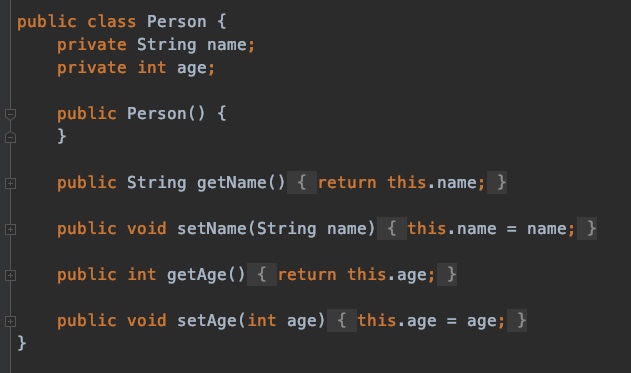 public class Person {
    private String name;
    private int age;

    public Person() {
    }

    public String getName() { return this.name; }

    public void setName(String name) { this.name = name; }

    public int getAge() { return this.age; }

    public void setAge(int age) { this.age = age; }
}